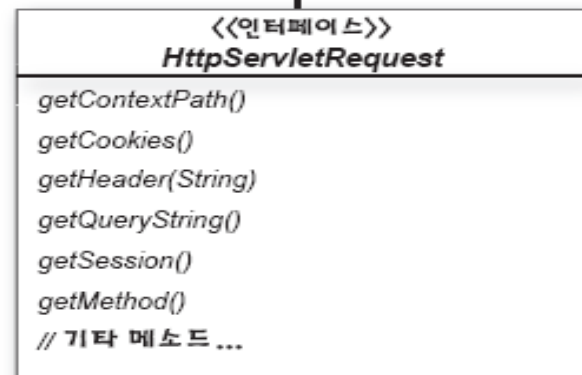 <<인터페이스>>
HttpServletRequest
getContextPath()
getCookies()
getHeader(String)
getQueryString()
getSession()
getMethod()
// 기타 메소드...